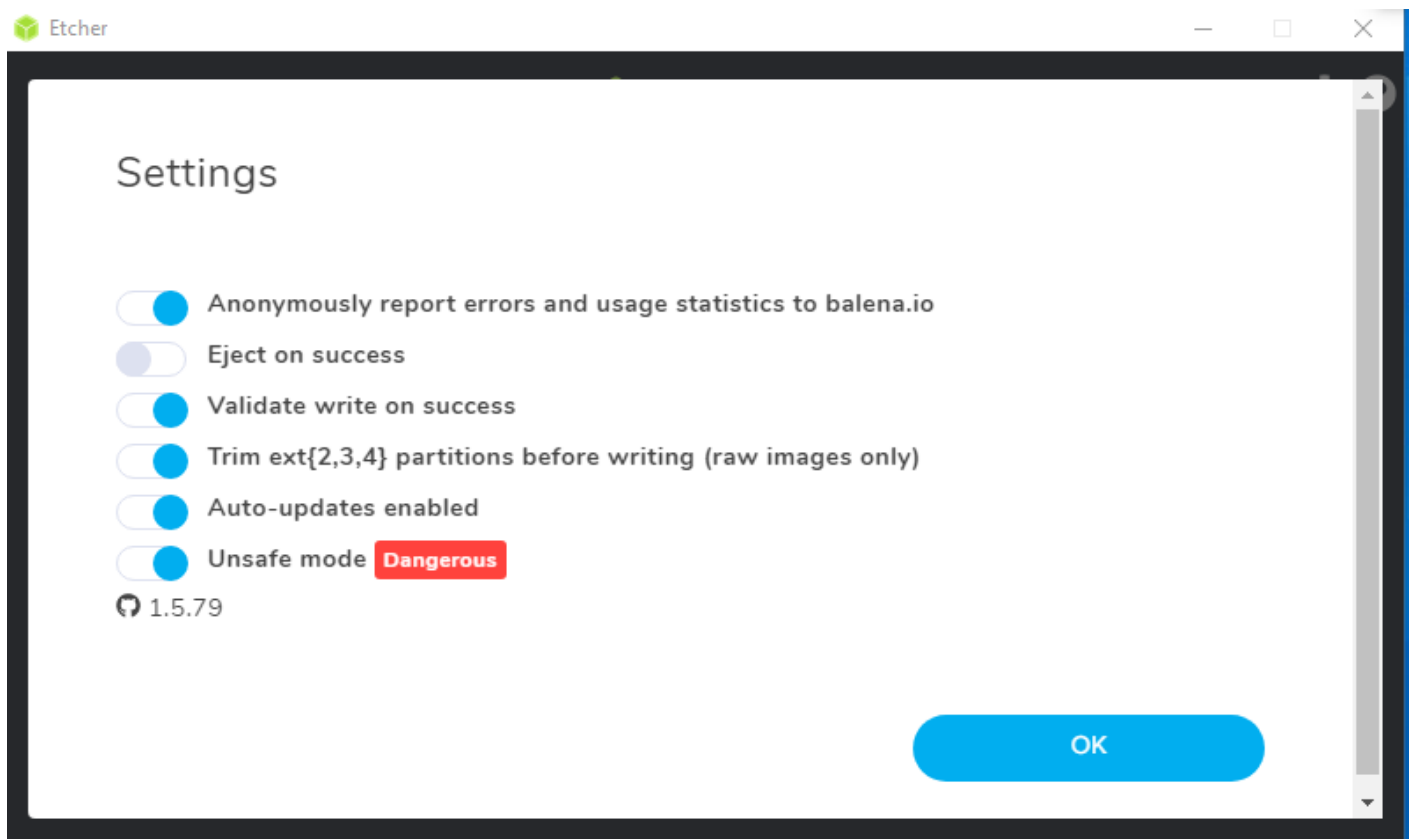 Etcher
Settings
Anonymously report errors and usage statistics to balena.io
Eject on success
Validate write on success
Trim ext{2,3,4} partitions before writing (raw images only)
Auto-updates enabled
Unsafe mode Dangerous
1.5.79
OK